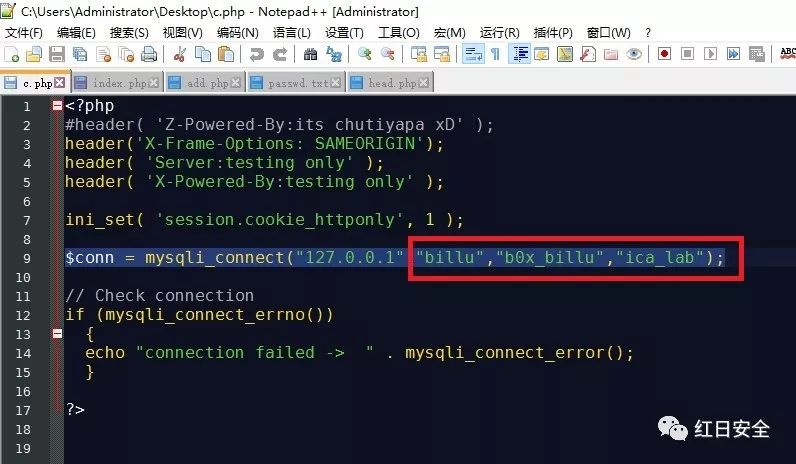 C:\Users\Administrator\Desktop\c.php - Notepad++ [Administrator]
文件(F) 编辑(E) 搜索(S) 视图(V) 编码(N) 语言(L) 设置(T) 工具(O) 宏(M) 运行(R) 插件(P) 窗口(W) ?
c.php index.php add.php passwd.txt head.php
1 <?php
2 #header( 'Z-Powered-By:its chutiyapa xD' );
3 header('X-Frame-Options: SAMEORIGIN');
4 header( 'Server:testing only' );
5 header( 'X-Powered-By:testing only' );
6
7 ini_set( 'session.cookie_httponly', 1 );
8
9 $conn = mysqli_connect("127.0.0.1" "billu","b0x_billu","ica_lab");
10
11 // Check connection
12 if (mysqli_connect_errno())
13 {
14 echo "connection failed ->  " . mysqli_connect_error();
15 }
16
17 ?>
18
19
红日安全